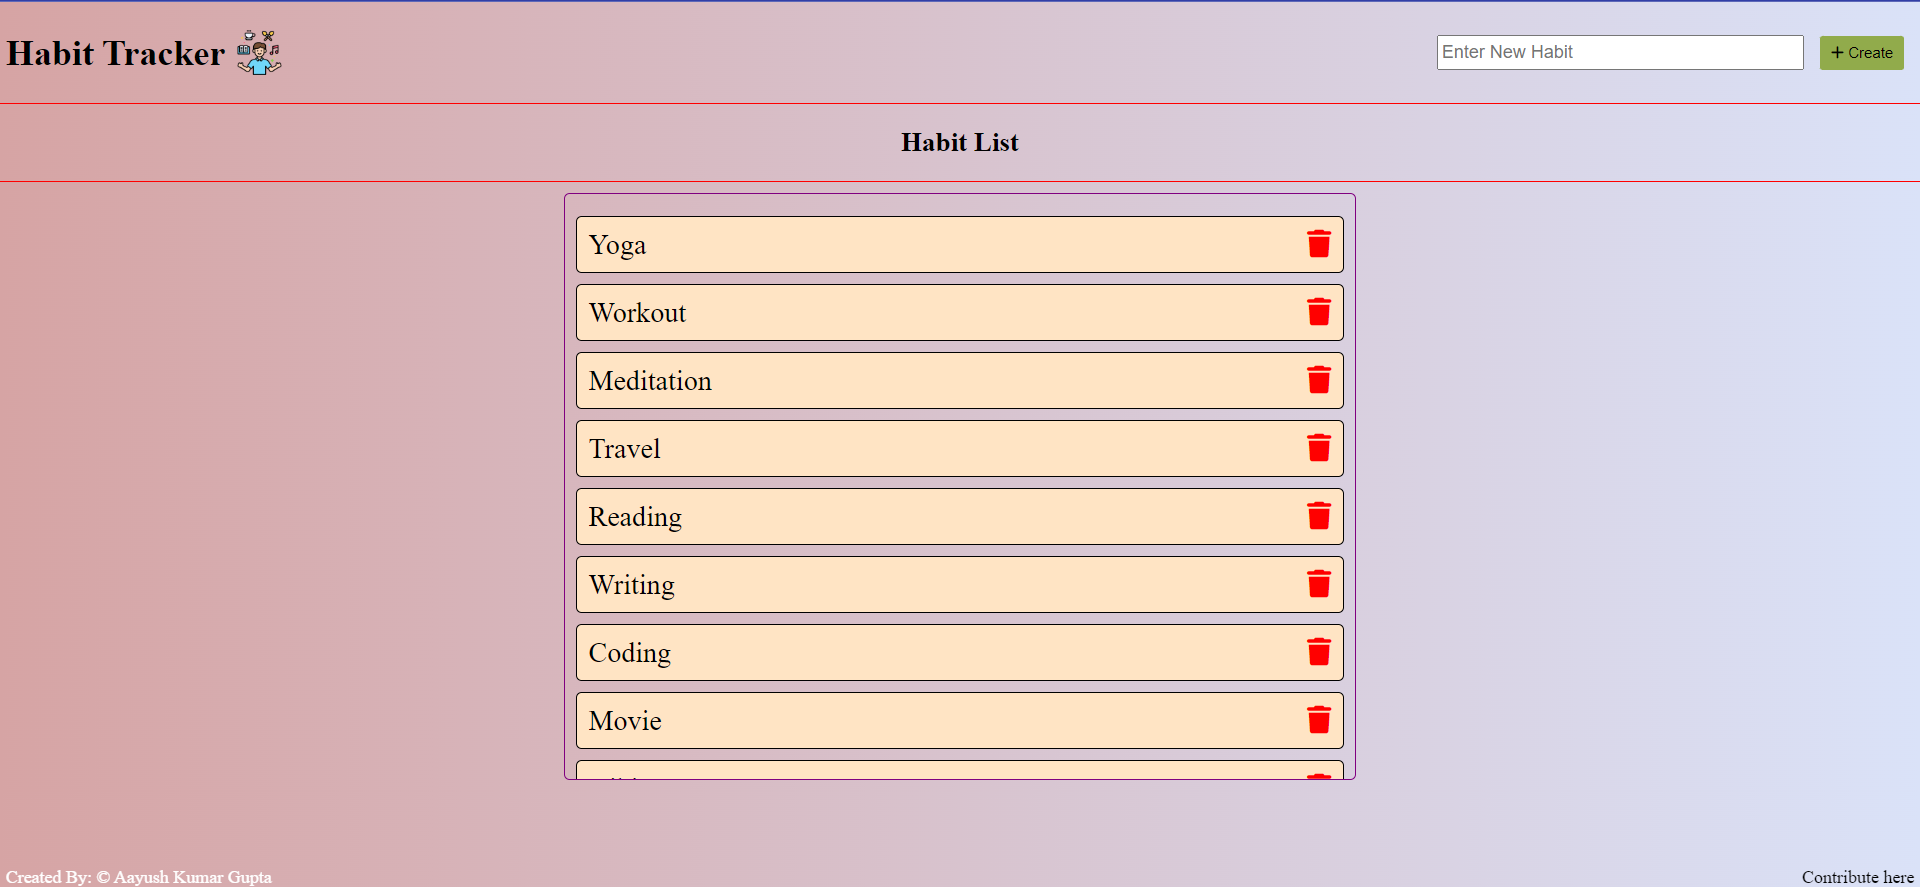 Habit Tracker
Enter New Habit
+ Create
Habit List
Yoga
Workout
Meditation
Travel
Reading
Writing
Coding
Movie
Created By: © Aayush Kumar Gupta
Contribute here